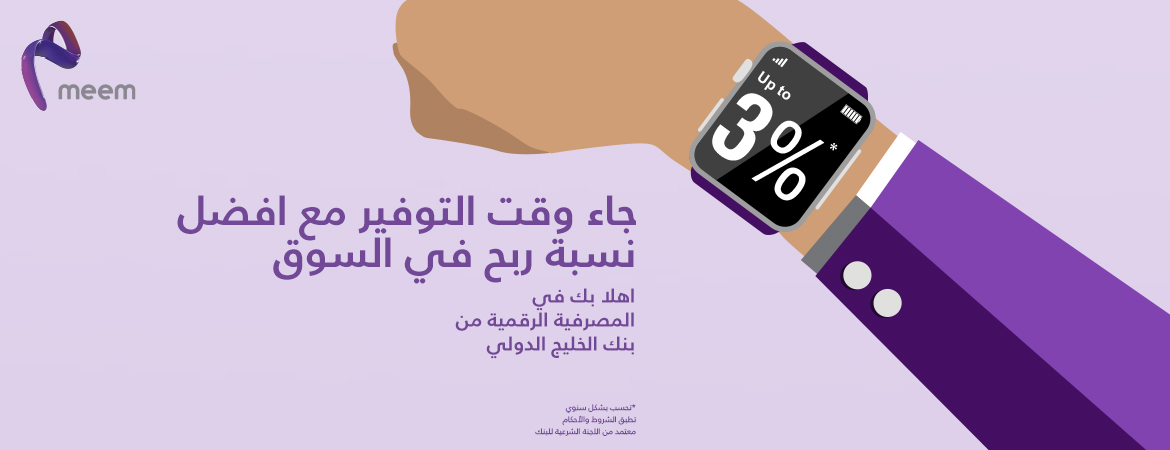 meem
Up to
3%*
جاء وقت التوفير مع افضل
نسبة ربح في السوق
اهلا بك في
المصرفية الرقمية من
بنك الخليج الدولي
*تحسب بشكل سنوي
تطبق الشروط والأحكام
معتمد من الجنة الشرعية للبنك